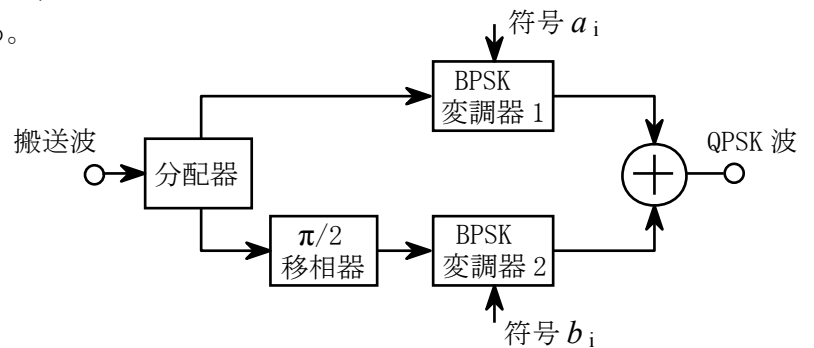 る。
符号 a i
BPSK
変調器 1
搬送波
分配器
QPSK 波
π/2
移相器
BPSK
変調器 2
符号 b i